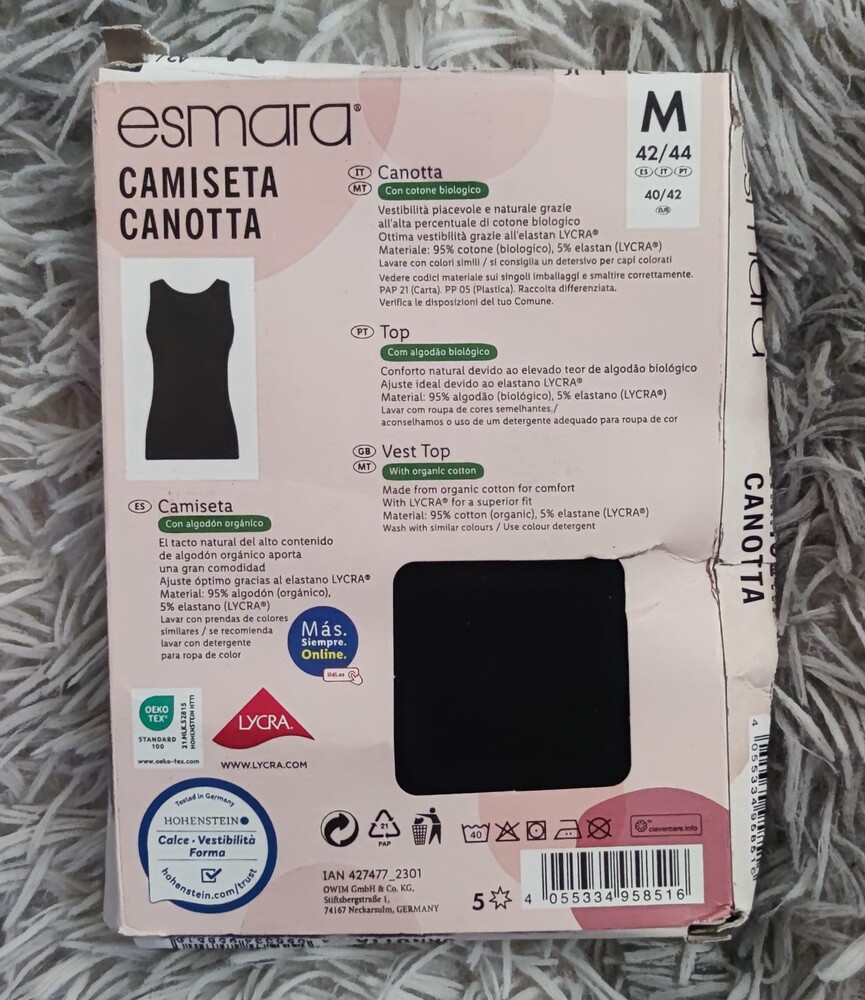 esmara®
CAMISETA
CANOTTA
M
42/44
ES IT PT
40/42
EUR
IT MT Canotta
Con cotone biologico
Vestibilità piacevole e naturale grazie
all'alta percentuale di cotone biologico
Ottima vestibilità grazie all'elastan LYCRA®
Materiale: 95% cotone (biologico), 5% elastan (LYCRA®)
Lavare con colori simili / si consiglia un detersivo per capi colorati
Vedere codici materiale sui singoli imballaggi e smaltire correttamente.
PAP 21 (Carta). PP 05 (Plastica). Raccolta differenziata.
Verifica le disposizioni del tuo Comune.
PT Top
Com algodão biológico
Conforto natural devido ao elevado teor de algodão biológico
Ajuste ideal devido ao elastano LYCRA®
Material: 95% algodão (biológico), 5% elastano (LYCRA®)
Lavar com roupa de cores semelhantes./
aconselhamos o uso de um detergente adequado para roupa de cor
GB MT Vest Top
With organic cotton
Made from organic cotton for comfort
With LYCRA® for a superior fit
Material: 95% cotton (organic), 5% elastane (LYCRA®)
Wash with similar colours / Use colour detergent
ES Camiseta
Con algodón orgánico
El tacto natural del alto contenido
de algodón orgánico aporta
una gran comodidad
Ajuste óptimo gracias al elastano LYCRA®
Material: 95% algodón (orgánico),
5% elastano (LYCRA®)
Lavar con prendas de colores
similares / se recomienda
lavar con detergente
para ropa de color
Más.
Siempre.
Online.
OEKO
TEX®
STANDARD
100
21.HLK.52815
HOHENSTEIN HTTI
www.oeko-tex.com
LYCRA.
WWW.LYCRA.COM
Tested in Germany
HOHENSTEIN
Calce · Vestibilità
Forma
hohenstein.com/trust
21
PAP
40
clevercare.info
IAN 427477_2301
OWIM GmbH & Co. KG,
Stiftsbergstraße 1,
74167 Neckarsulm, GERMANY
5
4 055334 958516
CANOTTA